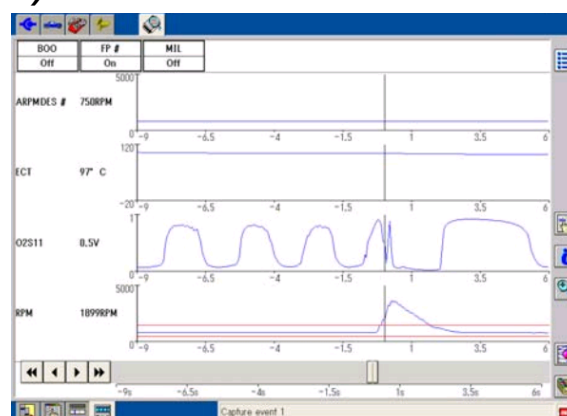 )
BOO FP # MIL
Off On Off
5000
ARPMDES # 750RPM
0 -9 -6.5 -4 -1.5 1 3.5 6
120
ECT 97° C
-20 -9 -6.5 -4 -1.5 1 3.5 6
1
O2S11 0.5V
0 -9 -6.5 -4 -1.5 1 3.5 6
5000
RPM 1899RPM
0 -9 -6.5 -4 -1.5 1 3.5 6
-9s -6.5s -4s -1.5s 1s 3.5s 6s
Capture event 1